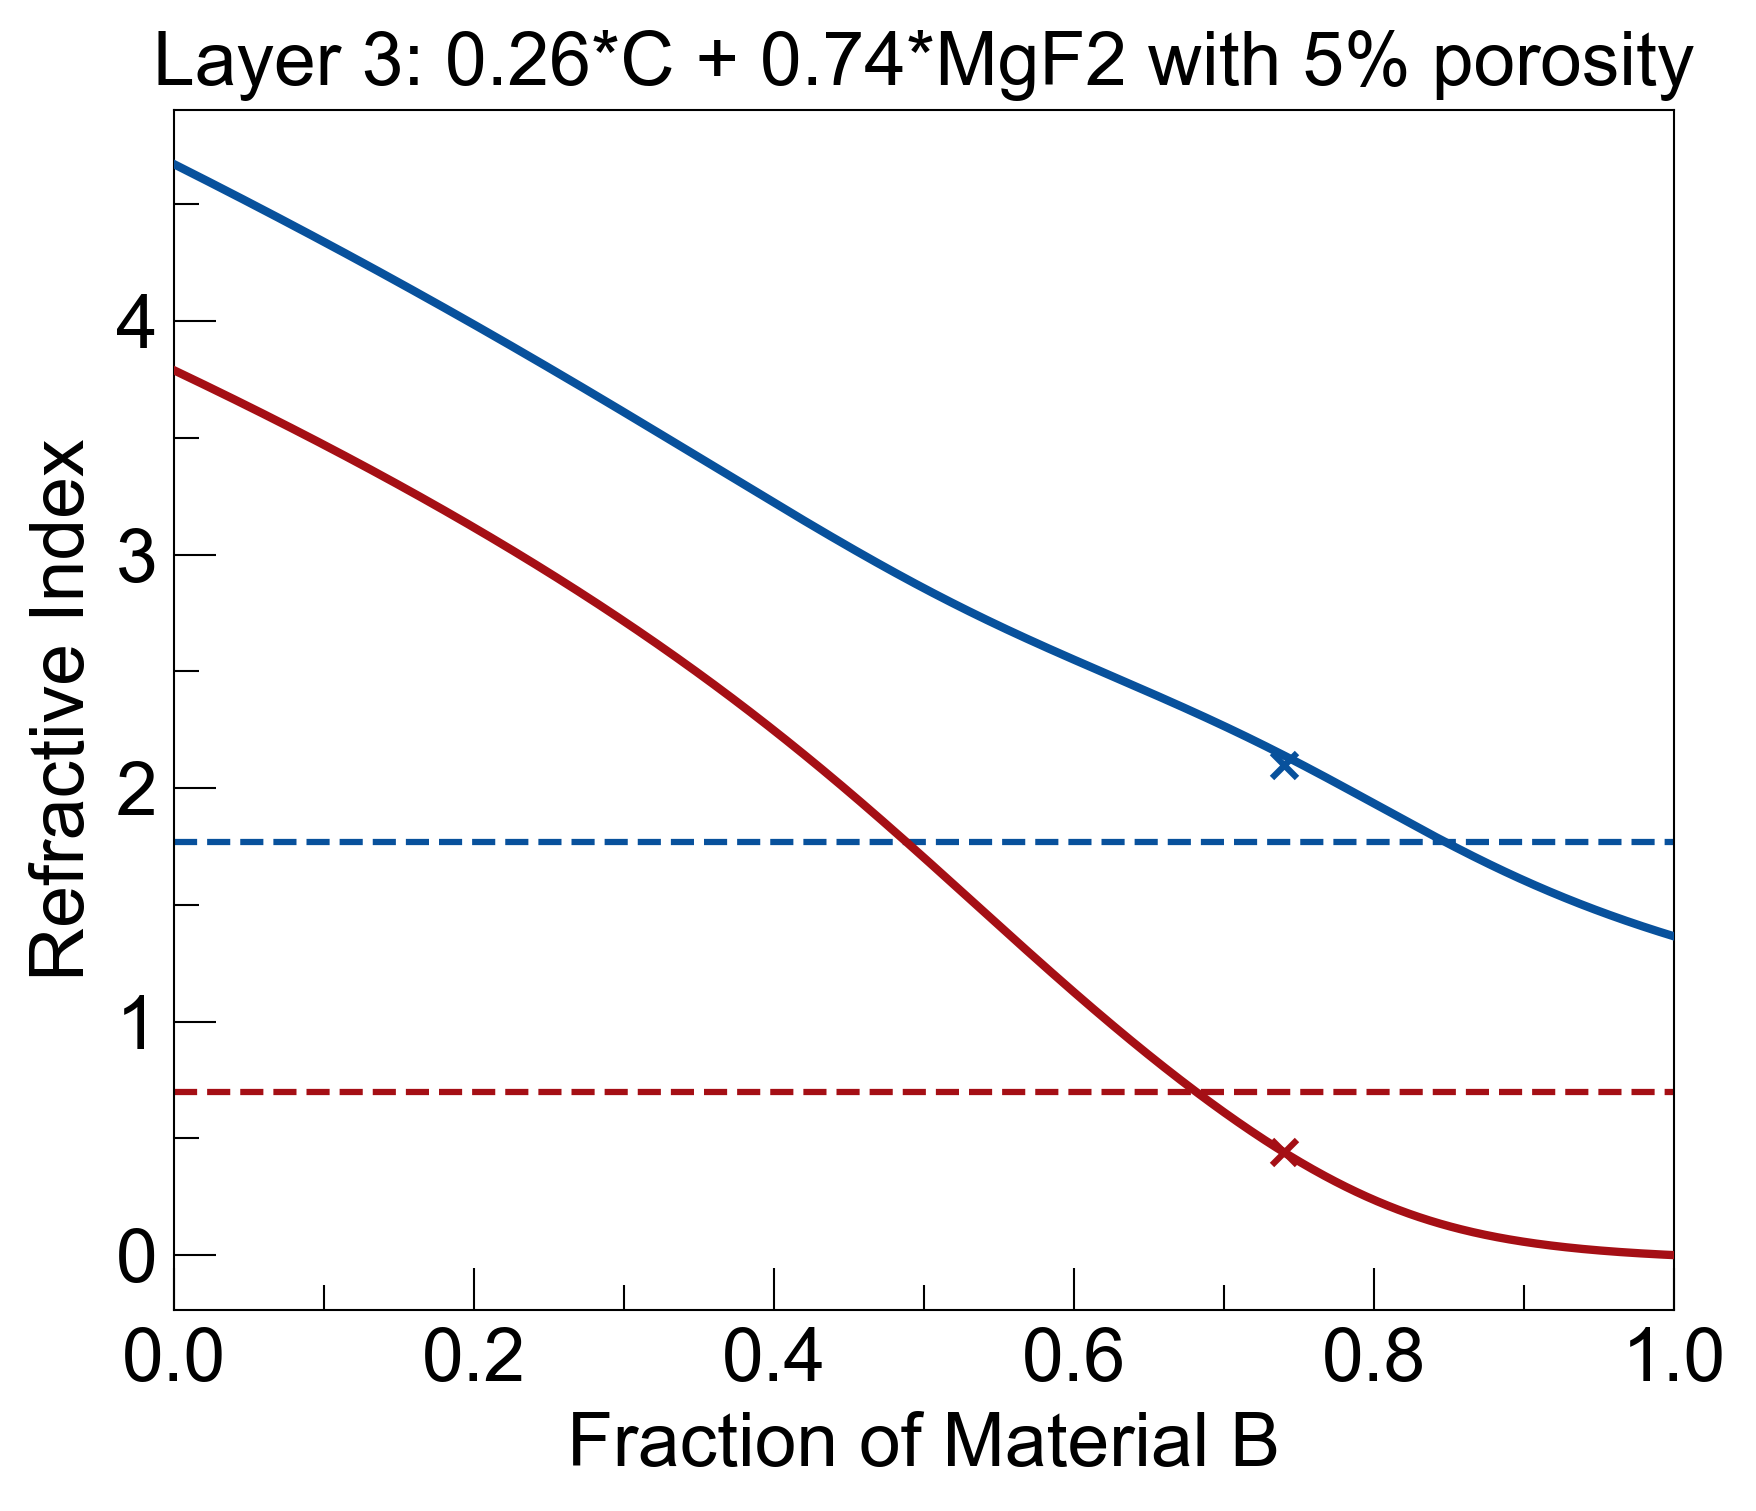 Layer 3: 0.26*C + 0.74*MgF2 with 5% porosity
Refractive Index
4
3
2
1
0
0.0 0.2 0.4 0.6 0.8 1.0
Fraction of Material B